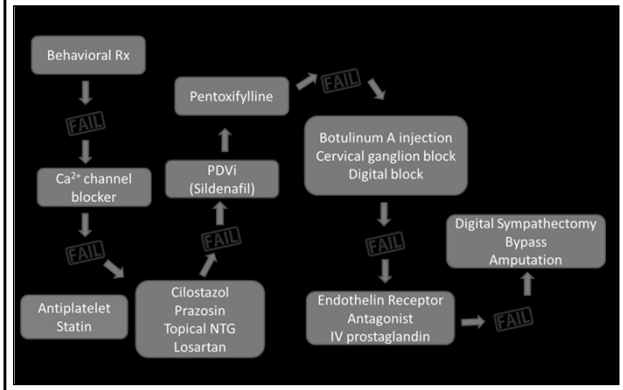 Behavioral Rx
FAIL
Ca²⁺ channel
blocker
FAIL
Antiplatelet
Statin
Cilostazol
Prazosin
Topical NTG
Losartan
FAIL
PDVi
(Sildenafil)
Pentoxifylline
FAIL
Botulinum A injection
Cervical ganglion block
Digital block
FAIL
Endothelin Receptor
Antagonist
IV prostaglandin
FAIL
Digital Sympathectomy
Bypass
Amputation